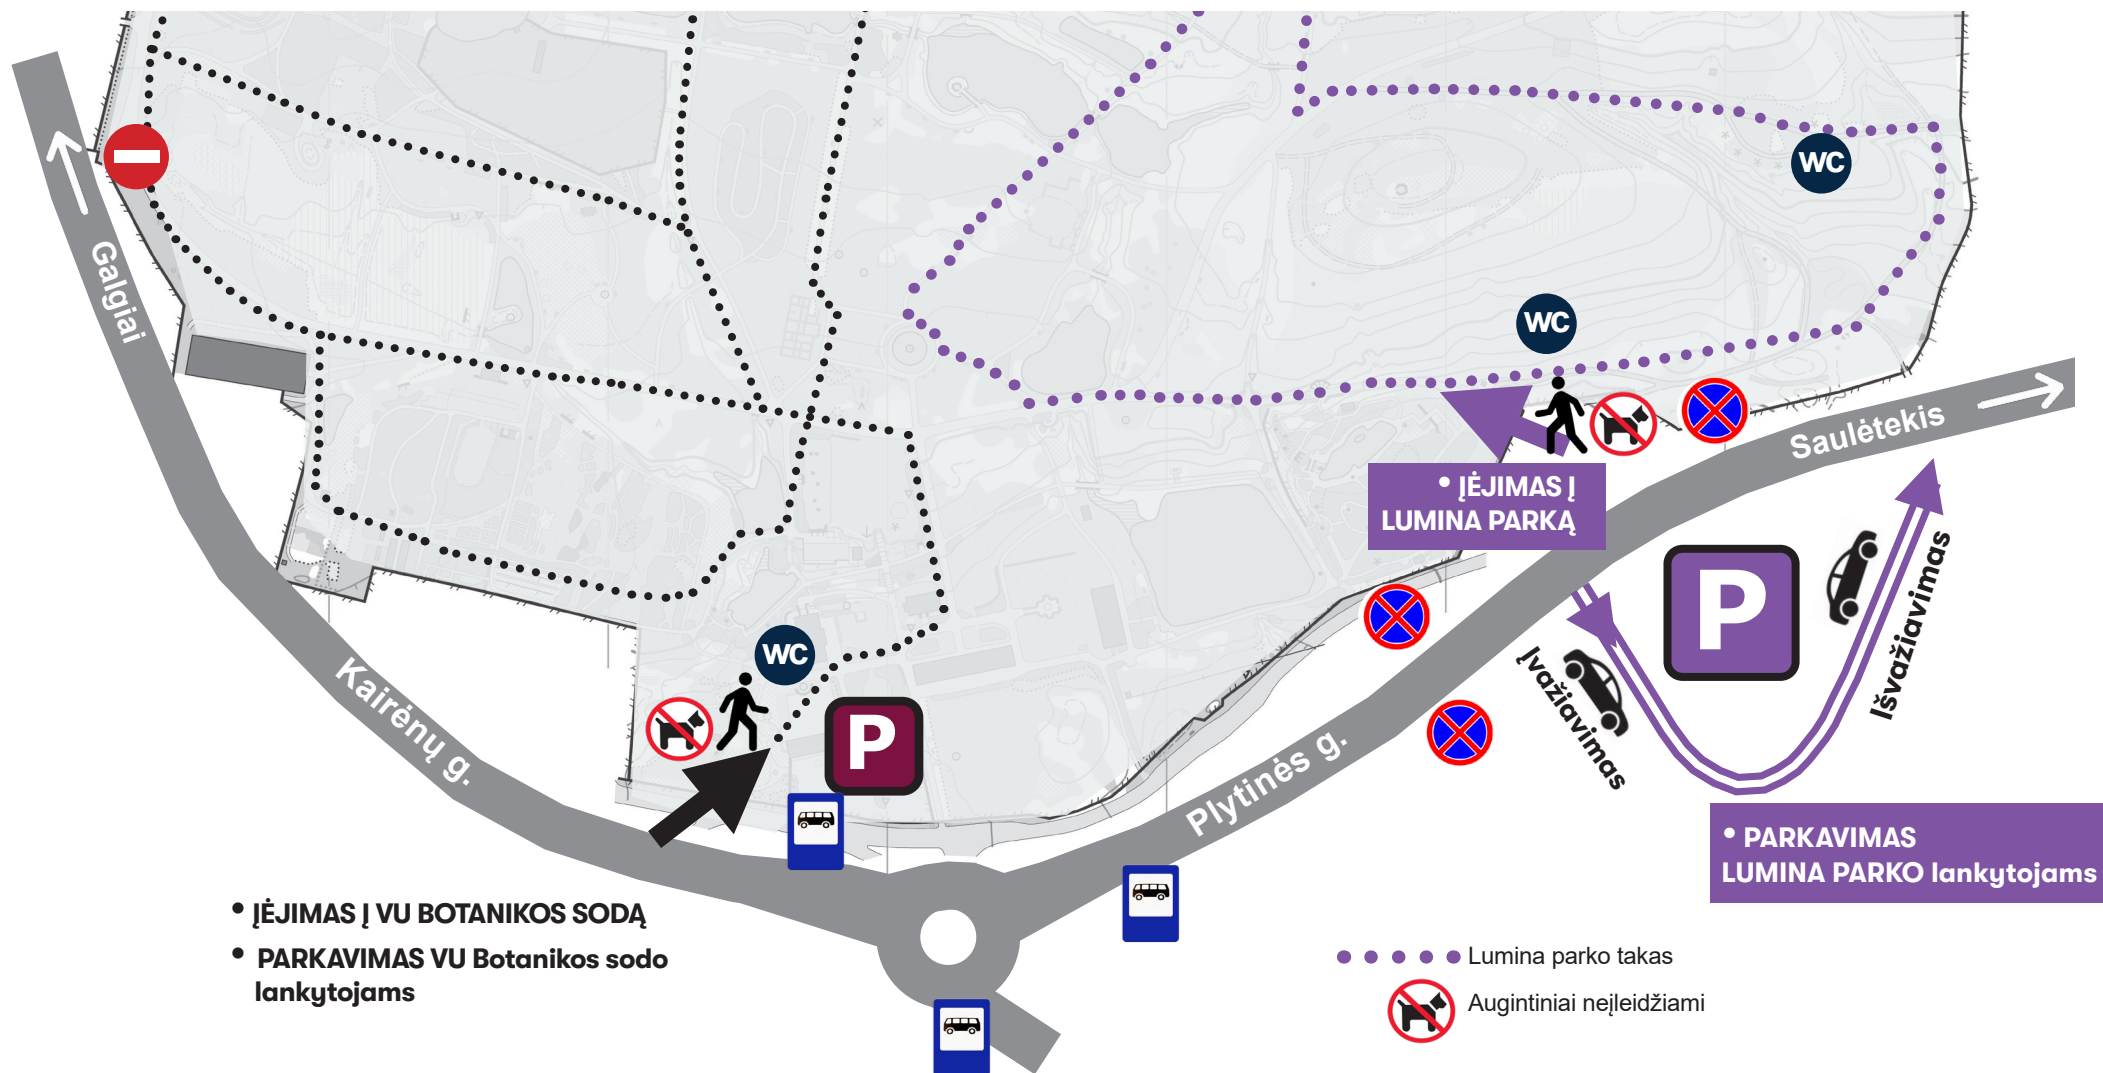 WC
Galgiai
WC
Saulėtekis
• ĮĖJIMAS Į
LUMINA PARKĄ
P
Išvažiavimas
Įvažiavimas
WC
Kairėnų g.
P
Plytinės g.
• PARKAVIMAS
LUMINA PARKO lankytojams
• ĮĖJIMAS Į VU BOTANIKOS SODĄ
• PARKAVIMAS VU Botanikos sodo
lankytojams
Lumina parko takas
Augintiniai neįleidžiami